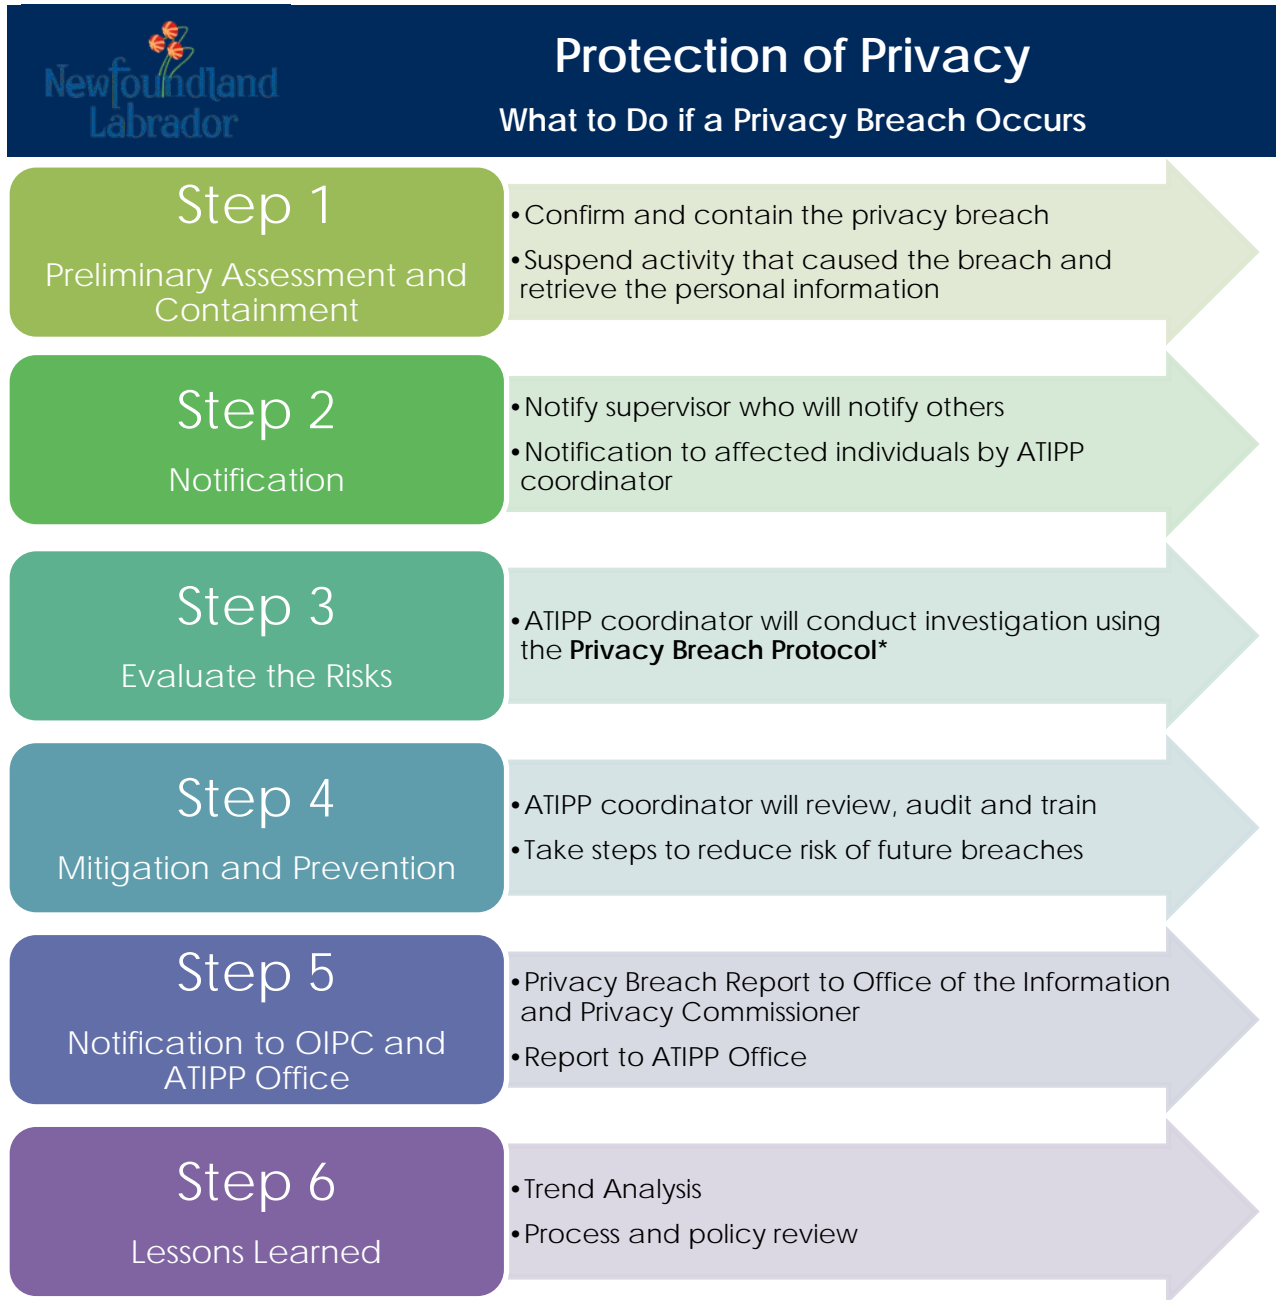 Newfoundland
Labrador
Protection of Privacy
What to Do if a Privacy Breach Occurs
Step 1
Preliminary Assessment and
Containment
•Confirm and contain the privacy breach
•Suspend activity that caused the breach and
retrieve the personal information
Step 2
Notification
•Notify supervisor who will notify others
•Notification to affected individuals by ATIPP
coordinator
Step 3
Evaluate the Risks
•ATIPP coordinator will conduct investigation using
the Privacy Breach Protocol*
Step 4
Mitigation and Prevention
•ATIPP coordinator will review, audit and train
•Take steps to reduce risk of future breaches
Step 5
Notification to OIPC and
ATIPP Office
•Privacy Breach Report to Office of the Information
and Privacy Commissioner
•Report to ATIPP Office
Step 6
Lessons Learned
•Trend Analysis
•Process and policy review